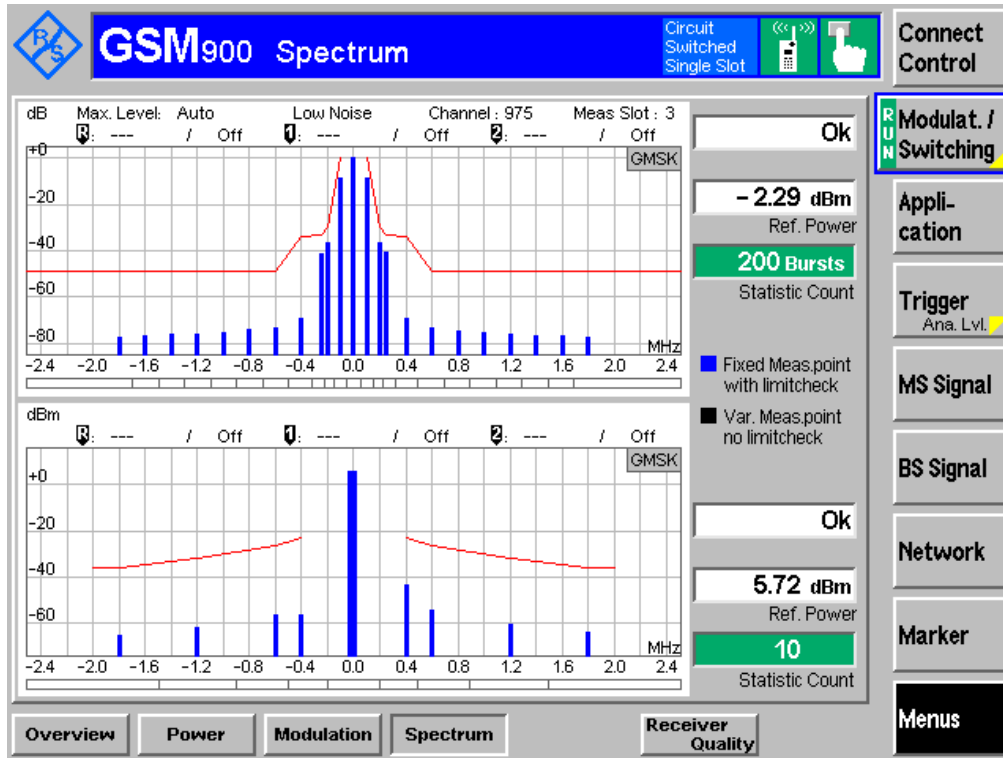 R&S
GSM900 Spectrum
Circuit
Switched
Single Slot
Connect
Control
dB Max. Level: Auto Low Noise Channel : 975 Meas Slot : 3
R: --- / Off 1: --- / Off 2: --- / Off
+0
-20
-40
-60
-80
GMSK
MHz
-2.4 -2.0 -1.6 -1.2 -0.8 -0.4 0.0 0.4 0.8 1.2 1.6 2.0 2.4
Ok
– 2.29 dBm
Ref. Power
200 Bursts
Statistic Count
Fixed Meas.point
with limitcheck
Var. Meas.point
no limitcheck
dBm
R: --- / Off 1: --- / Off 2: --- / Off
+0
-20
-40
-60
GMSK
MHz
-2.4 -2.0 -1.6 -1.2 -0.8 -0.4 0.0 0.4 0.8 1.2 1.6 2.0 2.4
Ok
5.72 dBm
Ref. Power
10
Statistic Count
RUN
Modulat. /
Switching
Appli-
cation
Trigger
Ana. Lvl.
MS Signal
BS Signal
Network
Marker
Menus
Overview
Power
Modulation
Spectrum
Receiver
Quality